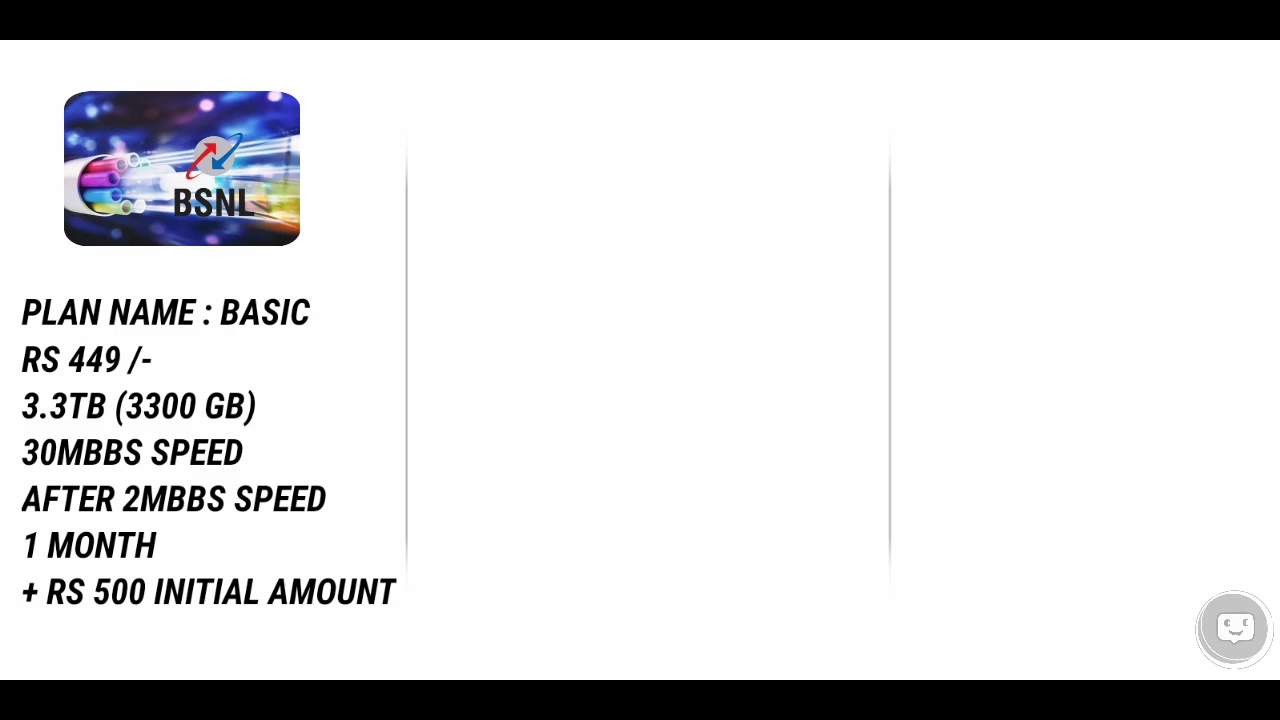 BSNL
PLAN NAME : BASIC
RS 449 /-
3.3TB (3300 GB)
30MBBS SPEED
AFTER 2MBBS SPEED
1 MONTH
+ RS 500 INITIAL AMOUNT